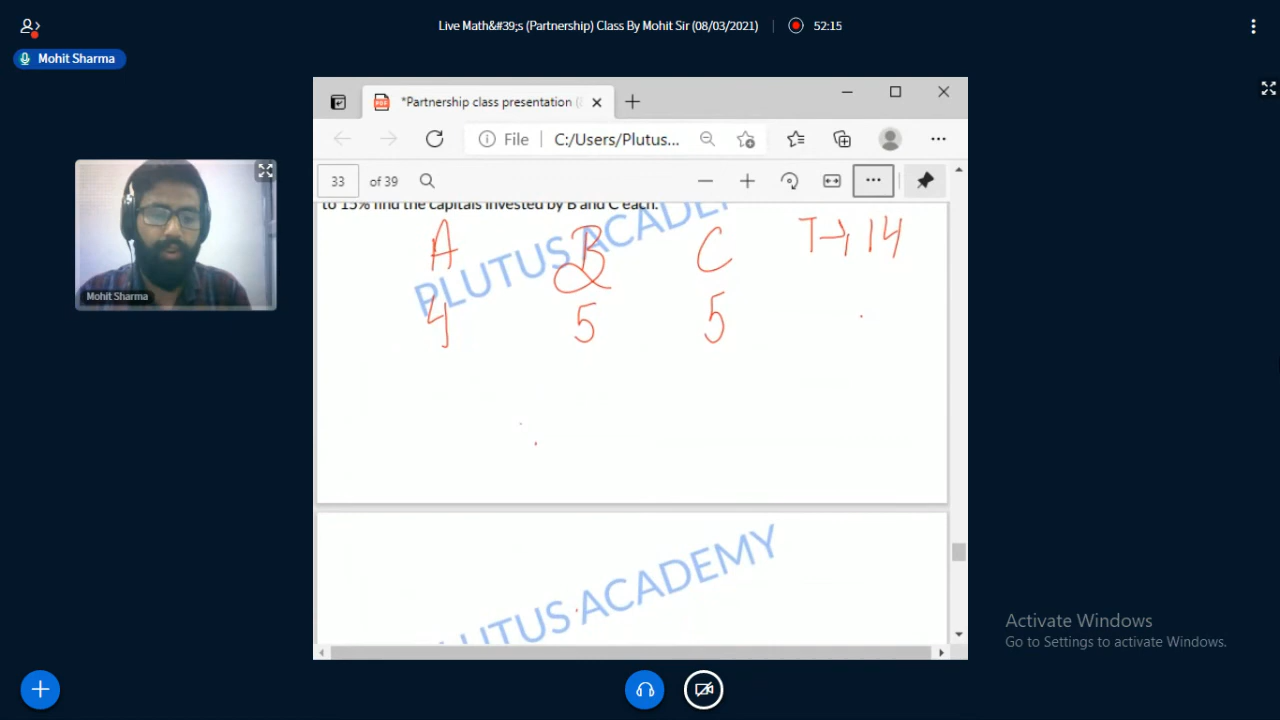 Live Math&#39;s (Partnership) Class By Mohit Sir (08/03/2021) 52:15
Mohit Sharma
*Partnership class presentation (
File C:/Users/Plutus...
33 of 39
to 15% find the capitals invested by B and C each.
A B C T→ 14
4 5 5
PLUTUS ACADEMY
Mohit Sharma
PLUTUS ACADEMY
Activate Windows
Go to Settings to activate Windows.